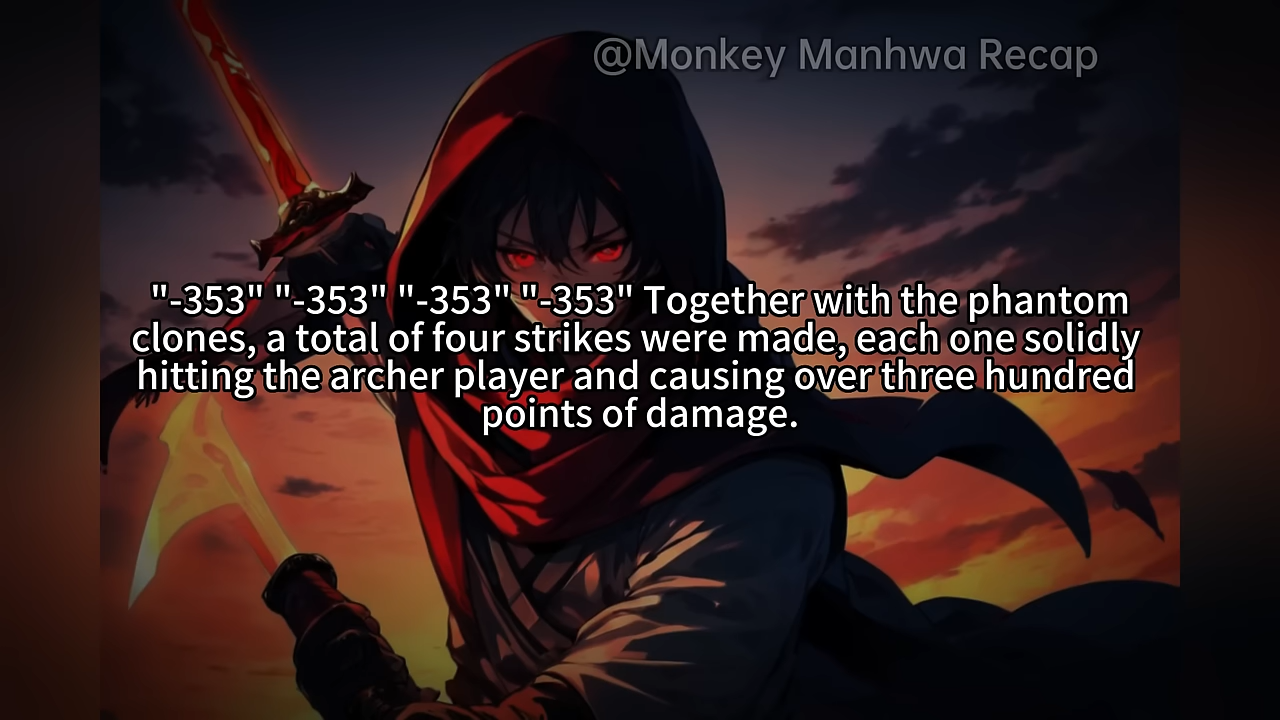 @Monkey Manhwa Recap
"-353" "-353" "-353" "-353" Together with the phantom
clones, a total of four strikes were made, each one solidly
hitting the archer player and causing over three hundred
points of damage.